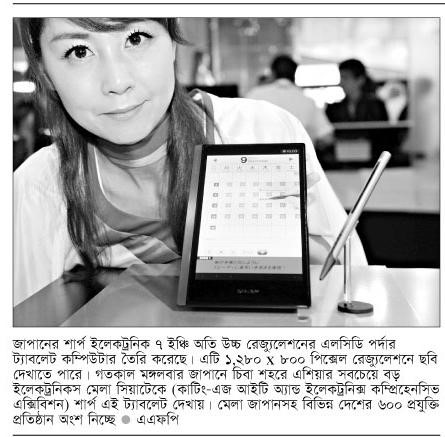 9
SHARP
জাপানের শার্প ইলেকট্রনিক ৭ ইঞ্চি অতি উচ্চ রেজ্যুলেশনের এলসিডি পর্দার
ট্যাবলেট কম্পিউটার তৈরি করেছে। এটি ১,২৮০ X ৮০০ পিক্সেল রেজ্যুলেশনে ছবি
দেখাতে পারে। গতকাল মঙ্গলবার জাপানে চিবা শহরে এশিয়ার সবচেয়ে বড়
ইলেকট্রনিকস মেলা সিয়াটেকে (কাটিং-এজ আইটি অ্যান্ড ইলেকট্রনিক্স কম্প্রিহেনসিভ
এক্সিবিশন) শার্প এই ট্যাবলেট দেখায়। মেলা জাপানসহ বিভিন্ন দেশের ৬০০ প্রযুক্তি
প্রতিষ্ঠান অংশ নিচ্ছে ● এএফপি